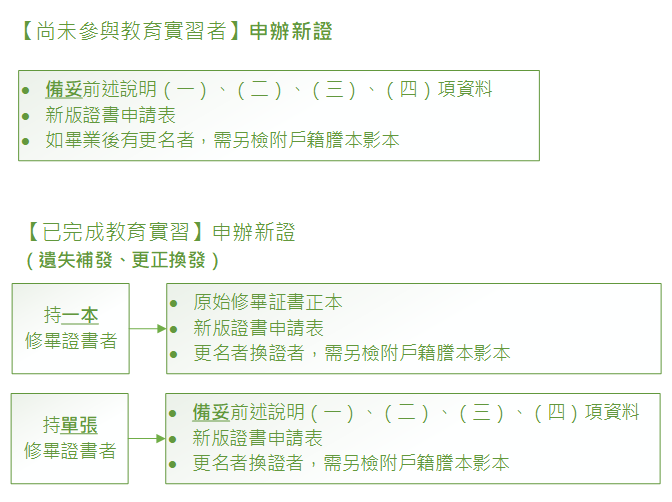 【尚未參與教育實習者】申辦新證
● 備妥前述說明（一）、（二）、（三）、（四）項資料
● 新版證書申請表
● 如畢業後有更名者，需另檢附戶籍謄本影本
【已完成教育實習】申辦新證
（遺失補發、更正換發）
持一本
修畢證書者
● 原始修畢証書正本
● 新版證書申請表
● 更名者換證者，需另檢附戶籍謄本影本
持單張
修畢證書者
● 備妥前述說明（一）、（二）、（三）、（四）項資料
● 新版證書申請表
● 更名者換證者，需另檢附戶籍謄本影本